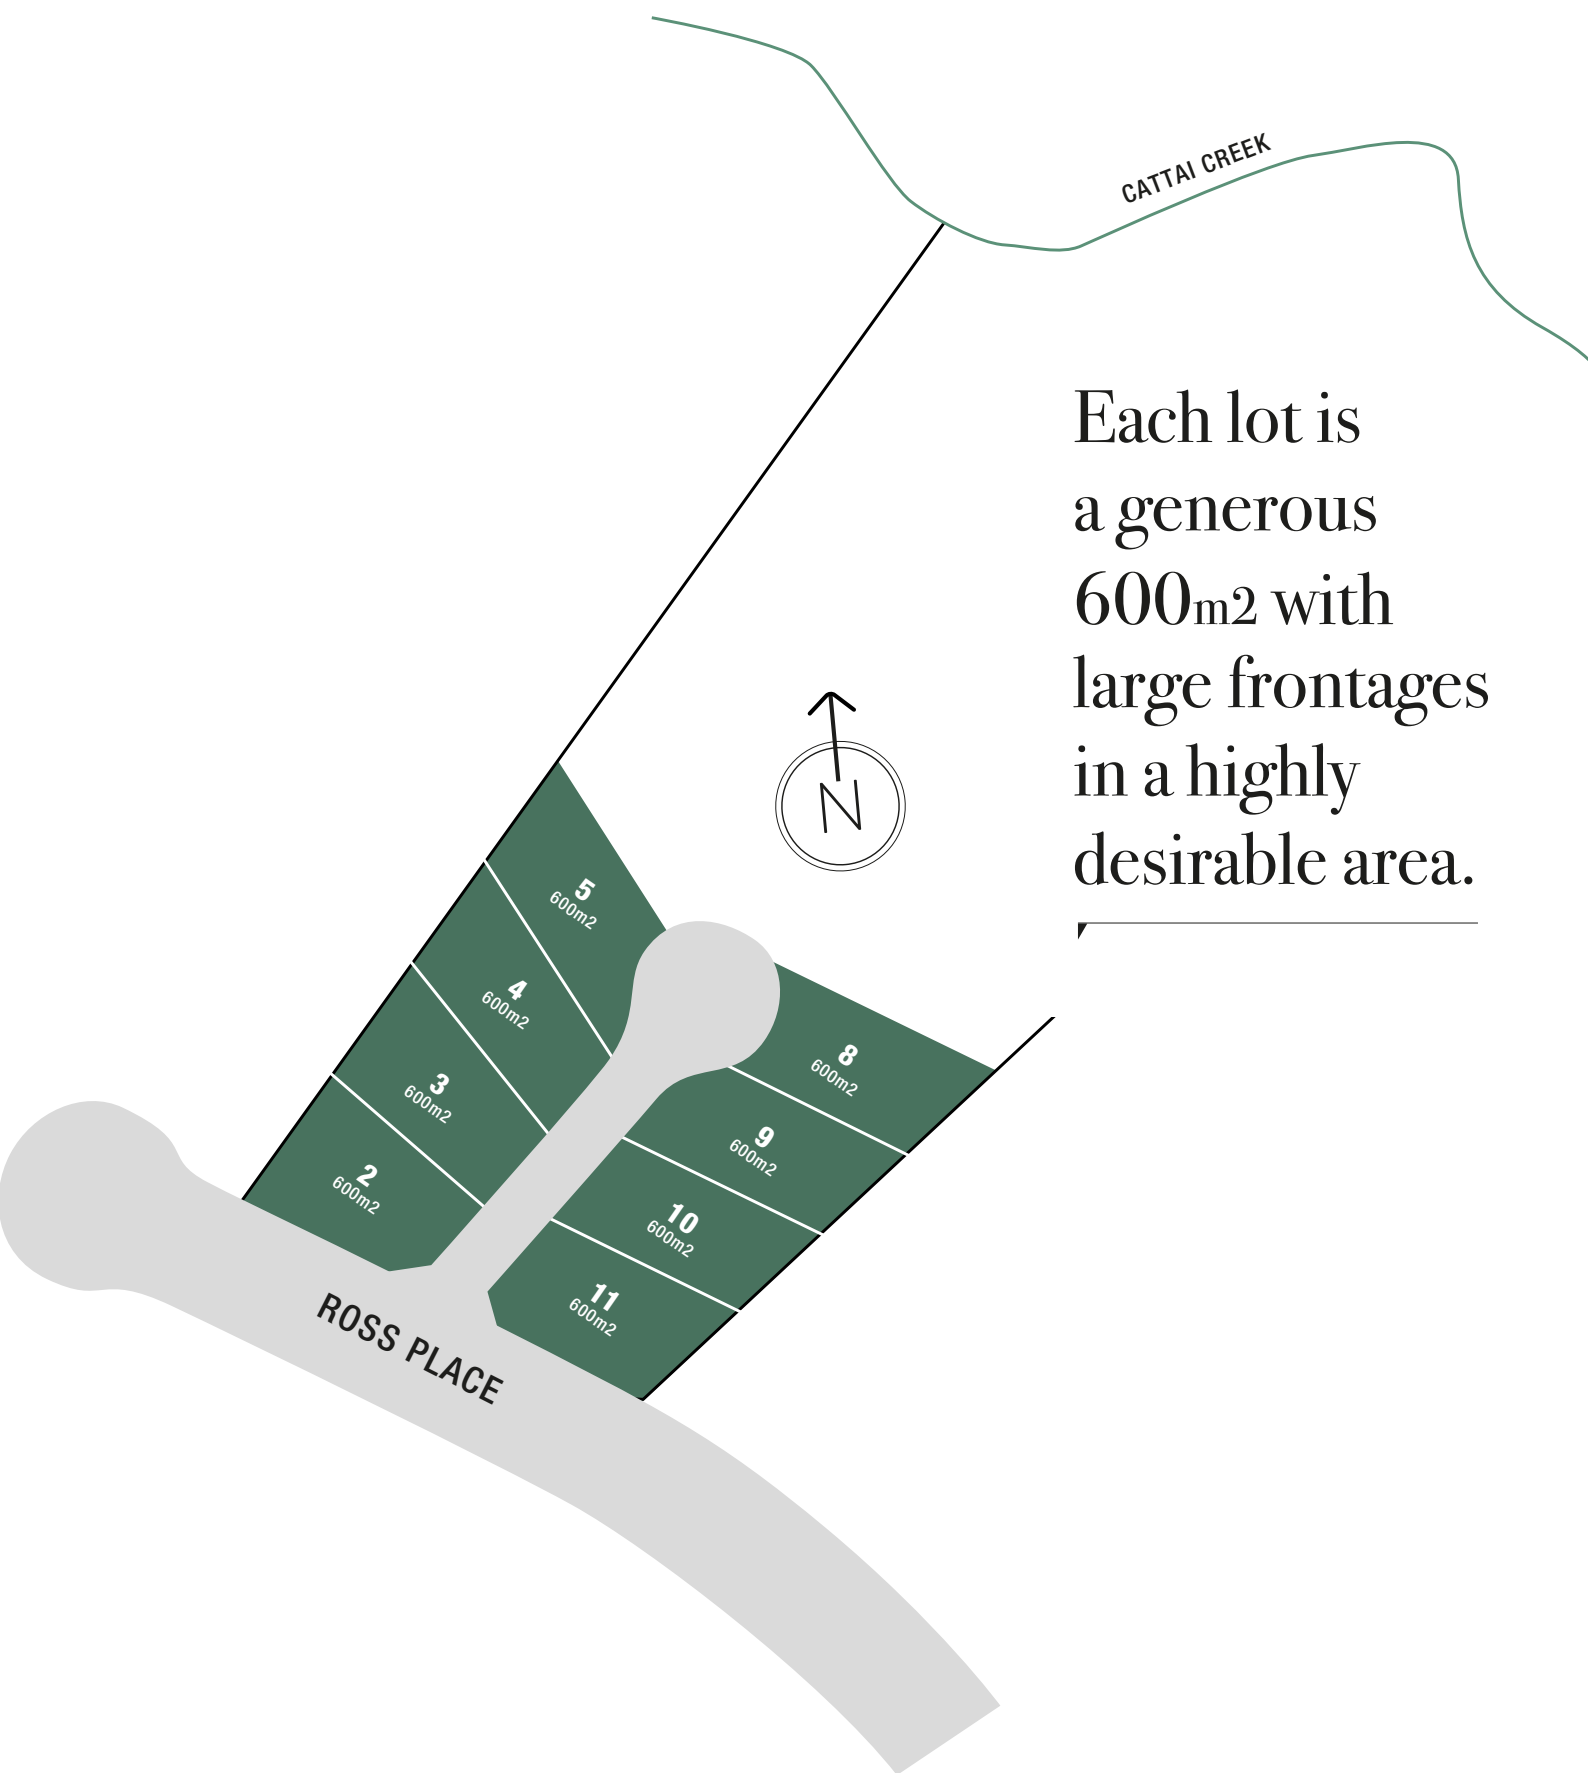 CATTAI CREEK
Each lot is
a generous
600m2 with
large frontages
in a highly
desirable area.
N
5
600m2
4
600m2
3
600m2
2
600m2
8
600m2
9
600m2
10
600m2
11
600m2
ROSS PLACE